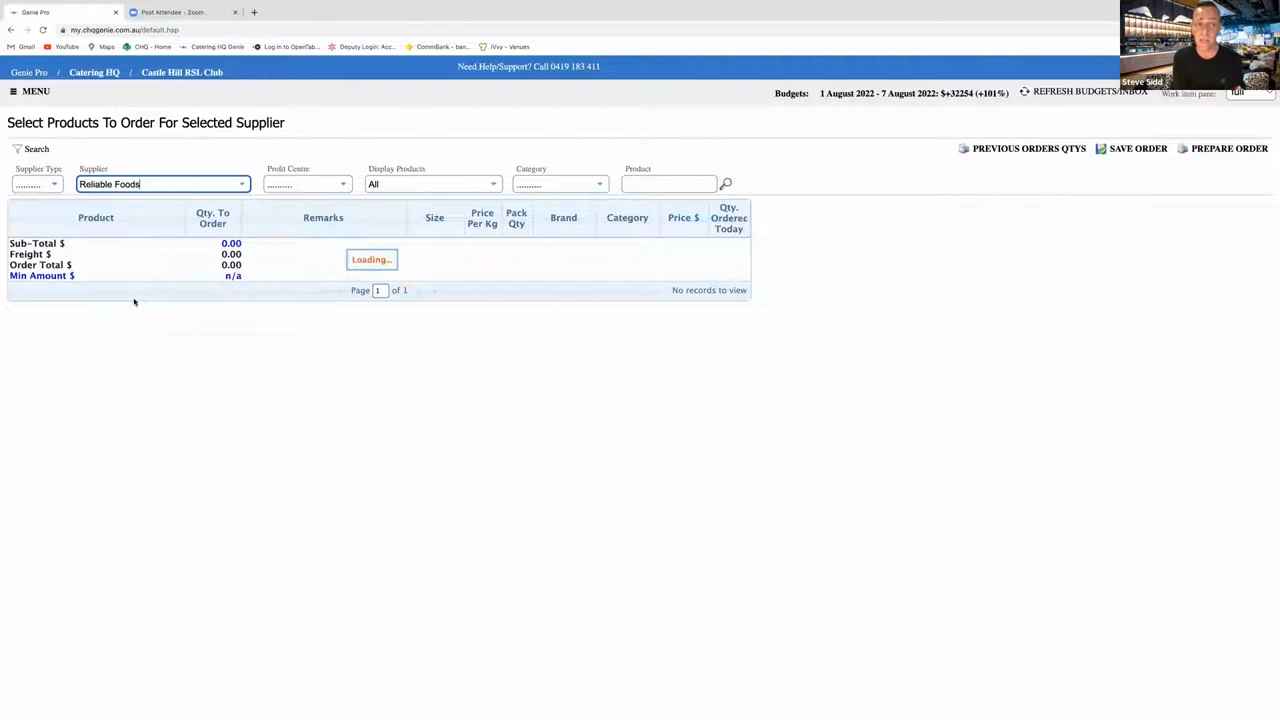 Genie Pro
Post Attendee - Zoom
my.chqgenie.com.au/default.hap
Gmail YouTube Maps CHQ - Home Catering HQ Genie Log in to OpenTab... Deputy Login: Acc... CommBank - ban... iVvy - Venues
Genie Pro / Catering HQ / Castle Hill RSL Club
Need Help/Support? Call 0419 183 411
Steve Sidd
MENU
Budgets: 1 August 2022 - 7 August 2022: $+32254 (+101%) REFRESH BUDGETS/INBOX Work item pane: full
Select Products To Order For Selected Supplier
Search
PREVIOUS ORDERS QTYS SAVE ORDER PREPARE ORDER
Supplier Type Supplier Profit Centre Display Products Category Product
.......... Reliable Foods .......... All ..........
Product Qty. To Order Remarks Size Price Per Kg Pack Qty Brand Category Price $ Qty. Ordered Today
Sub-Total $ 0.00
Freight $ 0.00
Order Total $ 0.00
Min Amount $ n/a
Loading...
Page 1 of 1
No records to view